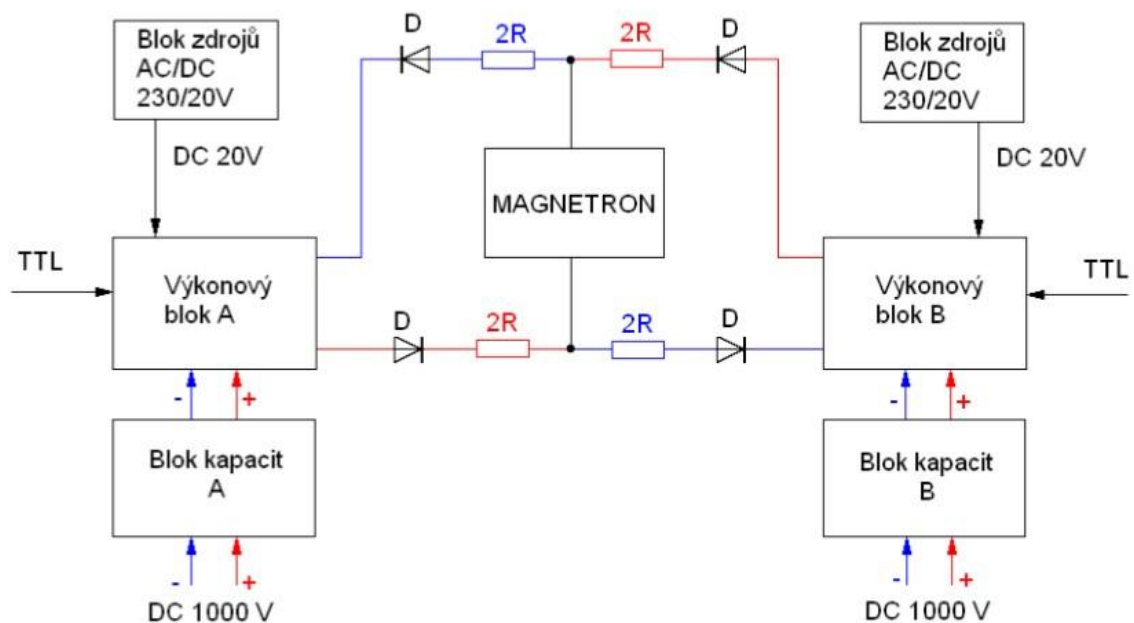 Blok zdrojů
AC/DC
230/20V
D
2R
2R
D
Blok zdrojů
AC/DC
230/20V
DC 20V
DC 20V
MAGNETRON
TTL
Výkonový
blok A
Výkonový
blok B
TTL
D
2R
2R
D
-
+
-
+
Blok kapacit
A
Blok kapacit
B
-
+
-
+
DC 1000 V
DC 1000 V